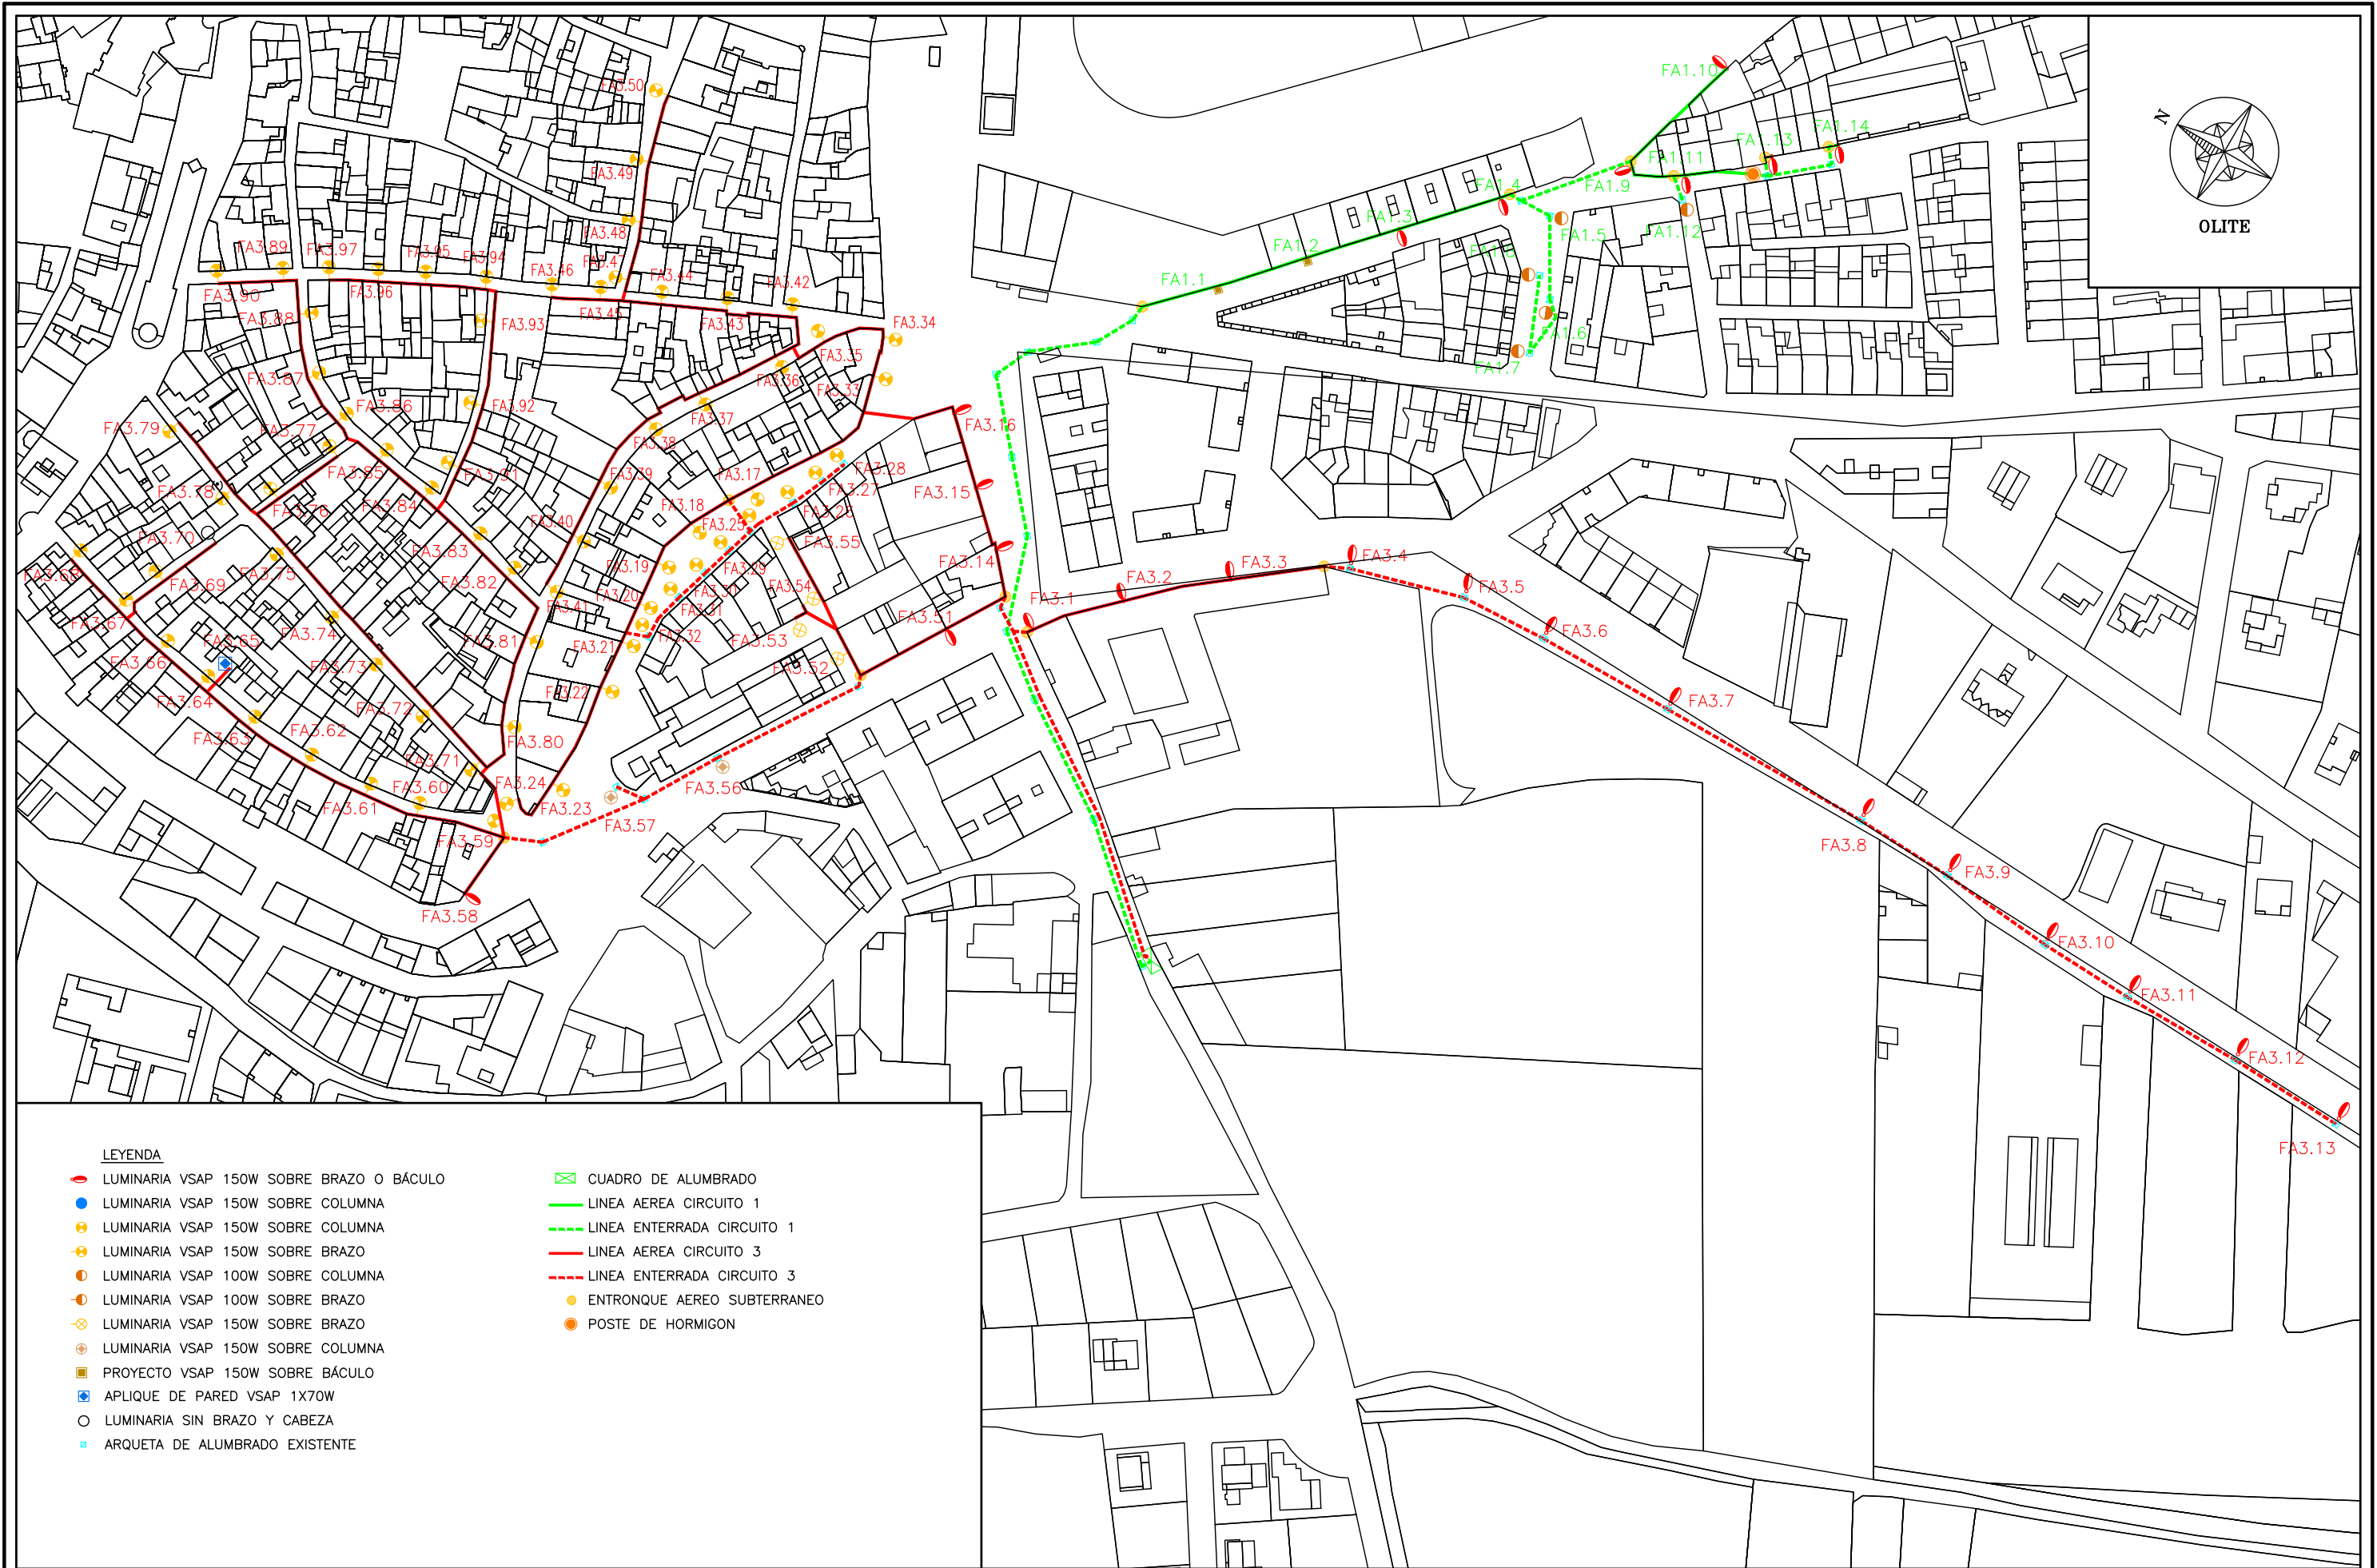 N
OLITE
FA1.10
FA1.13
FA1.14
FA1.11
FA1.9
FA1.12
FA1.4
FA1.5
FA1.3
FA1.8
FA1.2
FA1.1
FA1.6
FA1.7
FA3.50
FA3.49
FA3.48
FA3.47
FA3.89
FA3.97
FA3.95
FA3.94
FA3.46
FA3.44
FA3.42
FA3.90
FA3.96
FA3.45
FA3.43
FA3.88
FA3.93
FA3.34
FA3.35
FA3.36
FA3.33
FA3.87
FA3.86
FA3.92
FA3.37
FA3.16
FA3.79
FA3.77
FA3.38
FA3.85
FA3.91
FA3.39
FA3.17
FA3.28
FA3.27
FA3.15
FA3.78
FA3.76
FA3.84
FA3.40
FA3.18
FA3.25
FA3.26
FA3.70
FA3.83
FA3.55
FA3.14
FA3.3
FA3.4
FA3.68
FA3.69
FA3.75
FA3.82
FA3.19
FA3.29
FA3.54
FA3.2
FA3.5
FA3.41
FA3.20
FA3.30
FA3.31
FA3.51
FA3.1
FA3.67
FA3.65
FA3.74
FA3.81
FA3.21
FA3.32
FA3.53
FA3.6
FA3.66
FA3.73
FA3.52
FA3.64
FA3.22
FA3.7
FA3.63
FA3.62
FA3.72
FA3.80
FA3.71
FA3.56
FA3.24
FA3.61
FA3.60
FA3.23
FA3.57
FA3.8
FA3.59
FA3.9
FA3.58
FA3.10
FA3.11
FA3.12
FA3.13
LEYENDA
LUMINARIA VSAP 150W SOBRE BRAZO O BÁCULO
LUMINARIA VSAP 150W SOBRE COLUMNA
LUMINARIA VSAP 150W SOBRE COLUMNA
LUMINARIA VSAP 150W SOBRE BRAZO
LUMINARIA VSAP 100W SOBRE COLUMNA
LUMINARIA VSAP 100W SOBRE BRAZO
LUMINARIA VSAP 150W SOBRE BRAZO
LUMINARIA VSAP 150W SOBRE COLUMNA
PROYECTO VSAP 150W SOBRE BÁCULO
APLIQUE DE PARED VSAP 1X70W
LUMINARIA SIN BRAZO Y CABEZA
ARQUETA DE ALUMBRADO EXISTENTE
CUADRO DE ALUMBRADO
LINEA AEREA CIRCUITO 1
LINEA ENTERRADA CIRCUITO 1
LINEA AEREA CIRCUITO 3
LINEA ENTERRADA CIRCUITO 3
ENTRONQUE AEREO SUBTERRANEO
POSTE DE HORMIGON